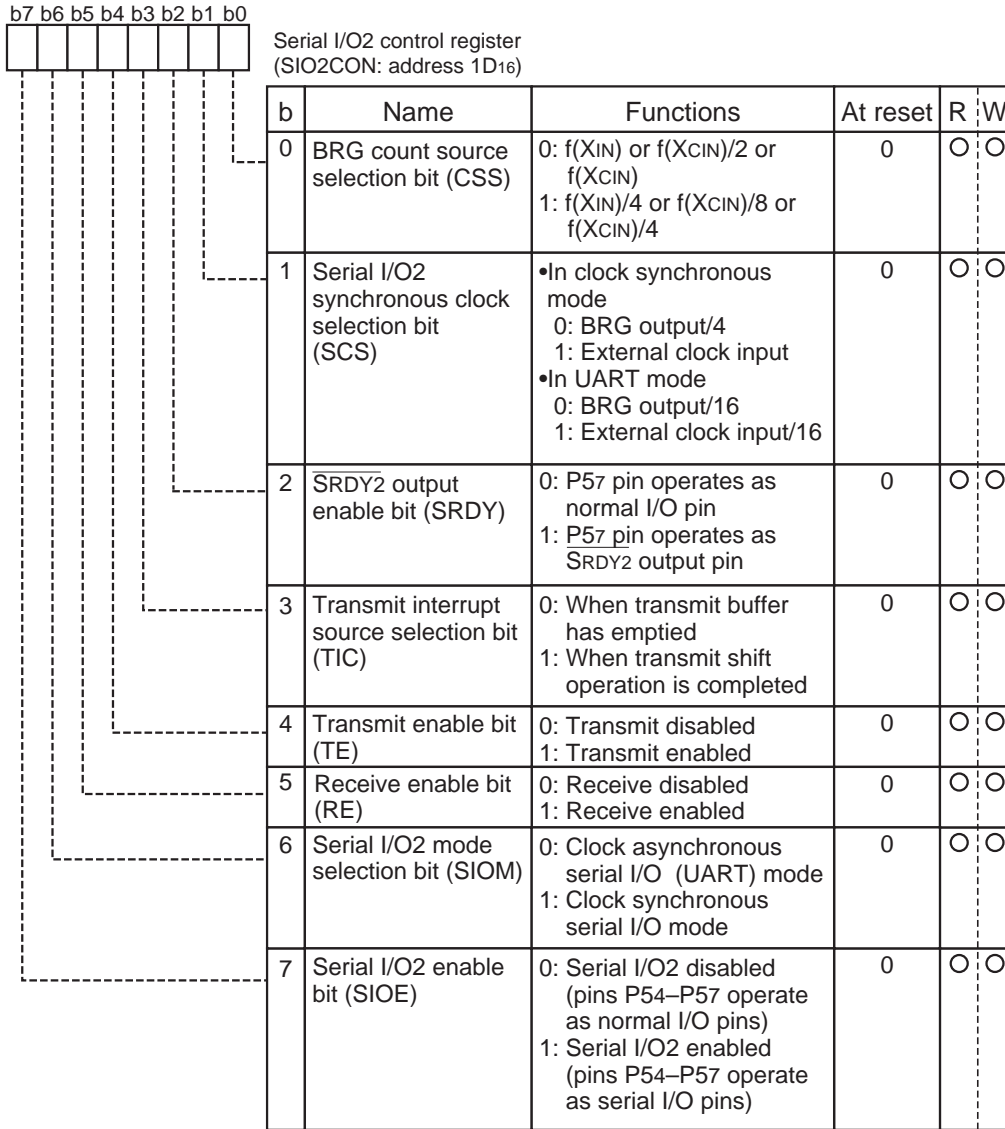 b7 b6 b5 b4 b3 b2 b1 b0
Serial I/O2 control register
(SIO2CON: address 1D16)
b Name Functions At reset R W
0 BRG count source selection bit (CSS)
0: f(XIN) or f(XCIN)/2 or
f(XCIN)
1: f(XIN)/4 or f(XCIN)/8 or
f(XCIN)/4
0
1 Serial I/O2
synchronous clock
selection bit
(SCS)
•In clock synchronous
mode
0: BRG output/4
1: External clock input
•In UART mode
0: BRG output/16
1: External clock input/16
0
2 SRDY2 output
enable bit (SRDY)
0: P57 pin operates as
normal I/O pin
1: P57 pin operates as
SRDY2 output pin
0
3 Transmit interrupt
source selection bit
(TIC)
0: When transmit buffer
has emptied
1: When transmit shift
operation is completed
0
4 Transmit enable bit
(TE)
0: Transmit disabled
1: Transmit enabled
0
5 Receive enable bit
(RE)
0: Receive disabled
1: Receive enabled
0
6 Serial I/O2 mode
selection bit (SIOM)
0: Clock asynchronous
serial I/O (UART) mode
1: Clock synchronous
serial I/O mode
0
7 Serial I/O2 enable
bit (SIOE)
0: Serial I/O2 disabled
(pins P54–P57 operate
as normal I/O pins)
1: Serial I/O2 enabled
(pins P54–P57 operate
as serial I/O pins)
0